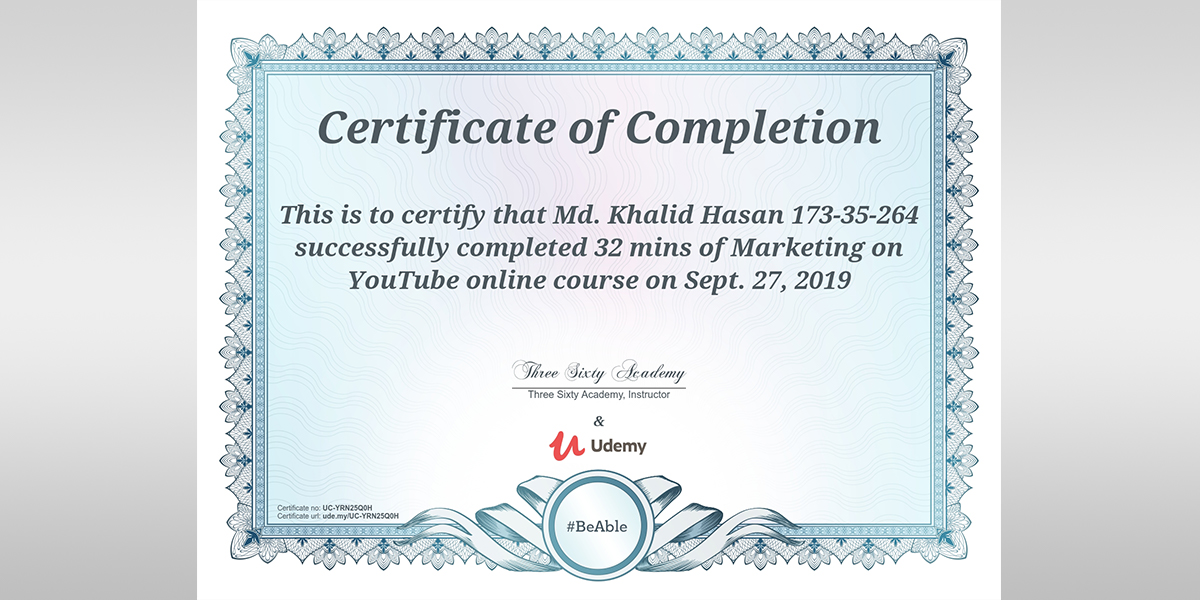 Certificate of Completion
This is to certify that Md. Khalid Hasan 173-35-264
successfully completed 32 mins of Marketing on
YouTube online course on Sept. 27, 2019
Three Sixty Academy
Three Sixty Academy, Instructor
&
Udemy
Certificate no: UC-YRN25Q0H
Certificate url: ude.my/UC-YRN25Q0H
#BeAble